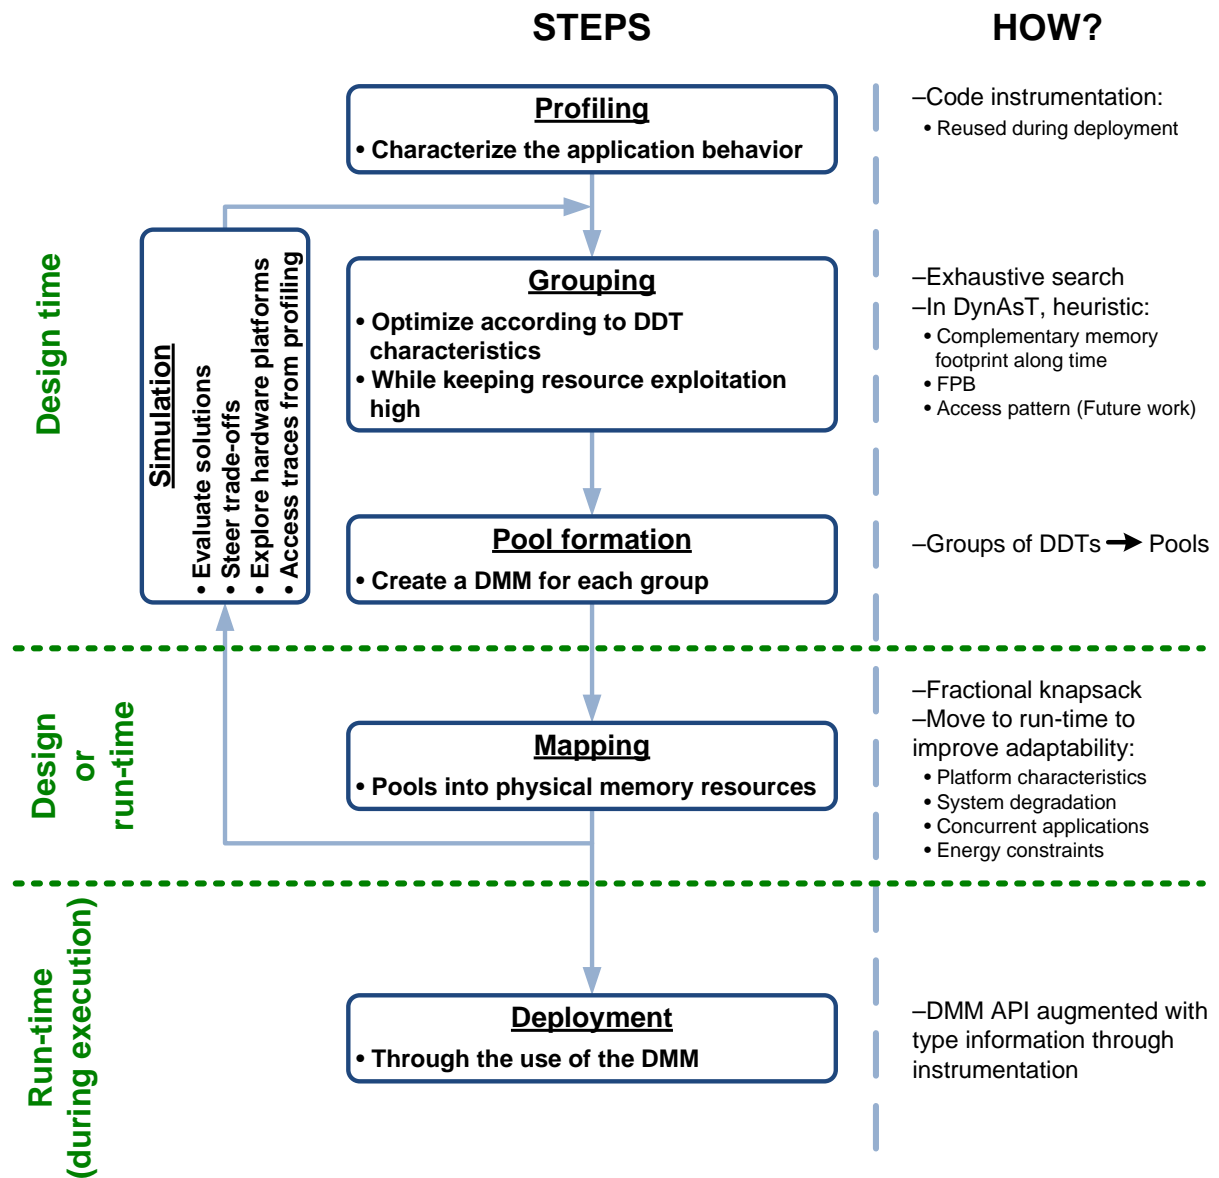 STEPS
HOW?
Profiling
• Characterize the application behavior
–Code instrumentation:
• Reused during deployment
Design time
Simulation
• Evaluate solutions
• Steer trade-offs
• Explore hardware platforms
• Access traces from profiling
Grouping
• Optimize according to DDT
characteristics
• While keeping resource exploitation
high
–Exhaustive search
–In DynAsT, heuristic:
• Complementary memory
footprint along time
• FPB
• Access pattern (Future work)
Pool formation
• Create a DMM for each group
–Groups of DDTs → Pools
Design
or
run-time
Mapping
• Pools into physical memory resources
–Fractional knapsack
–Move to run-time to
improve adaptability:
• Platform characteristics
• System degradation
• Concurrent applications
• Energy constraints
Run-time
(during execution)
Deployment
• Through the use of the DMM
–DMM API augmented with
type information through
instrumentation